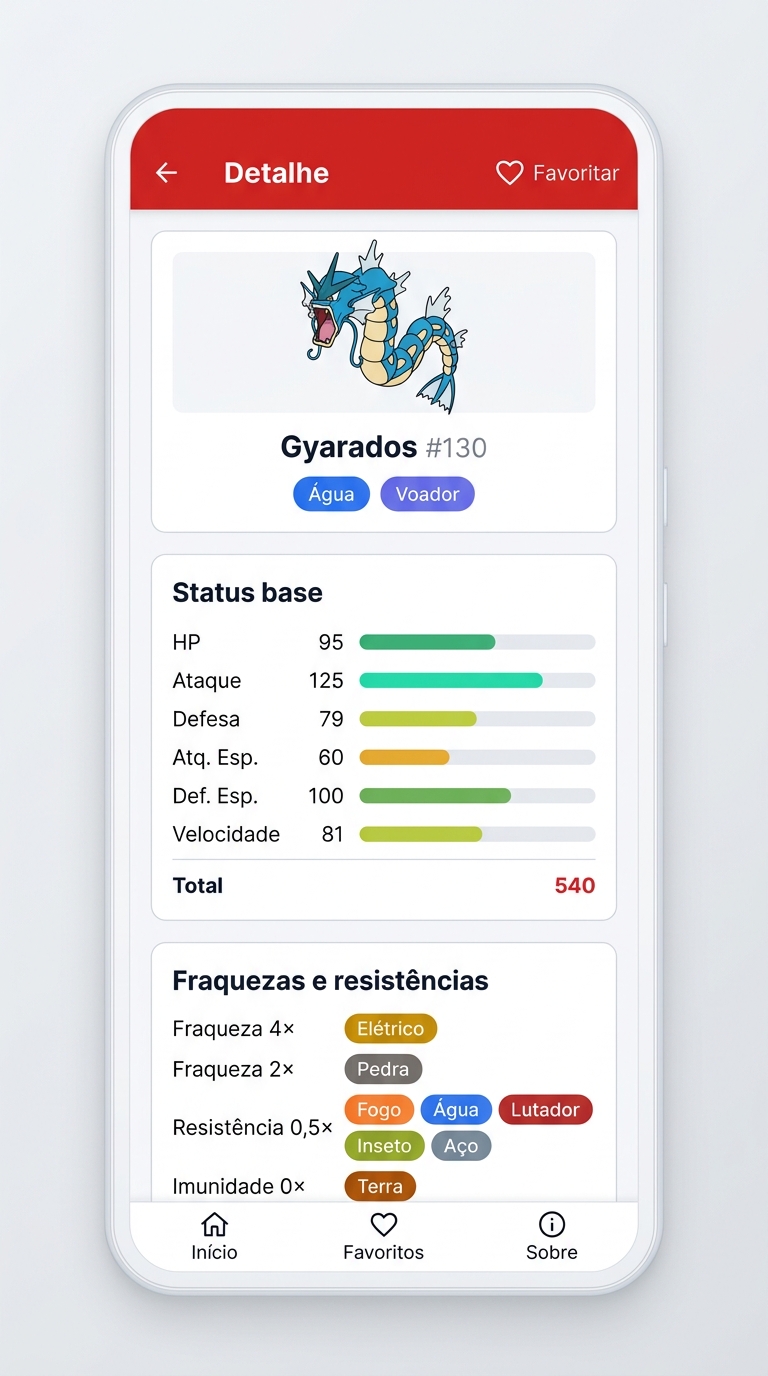 Detalhe Favoritar
Gyarados #130
Água Voador
Status base
HP 95
Ataque 125
Defesa 79
Atq. Esp. 60
Def. Esp. 100
Velocidade 81
Total 540
Fraquezas e resistências
Fraqueza 4× Elétrico
Fraqueza 2× Pedra
Resistência 0,5× Fogo Água Lutador
Inseto Aço
Imunidade 0× Terra
Início Favoritos Sobre